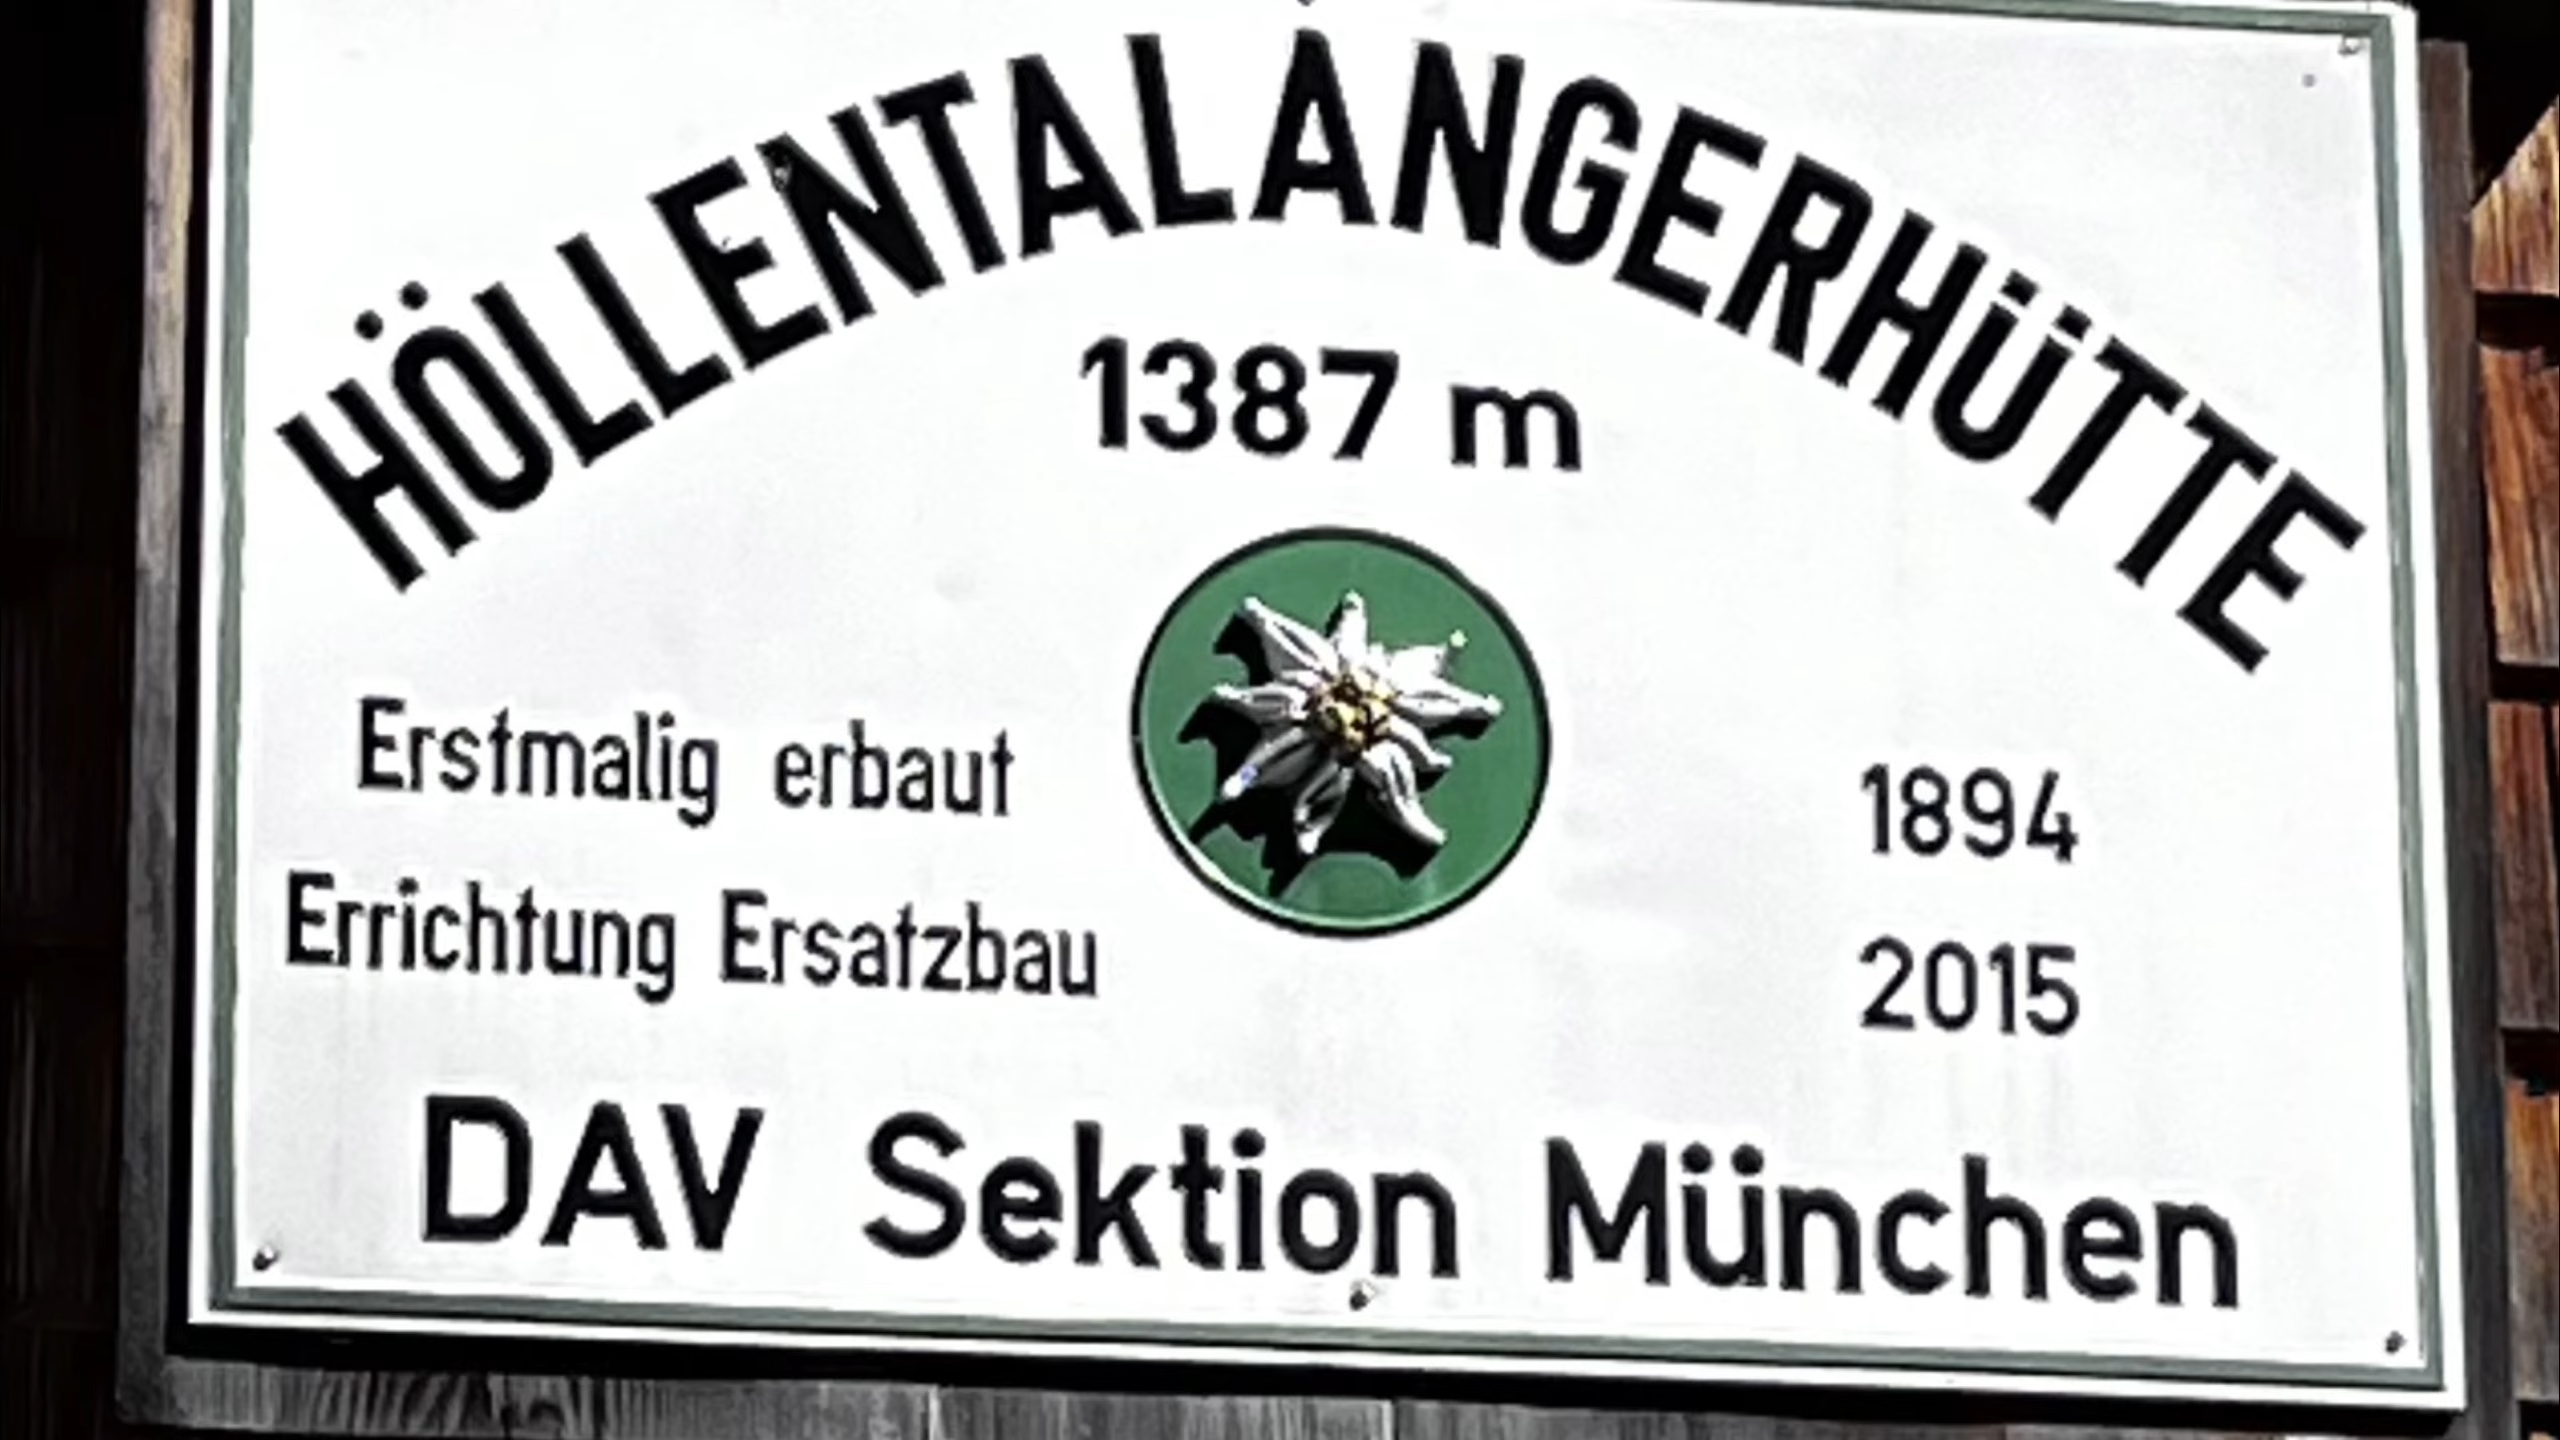 HÖLLENTALANGERHÜTTE
1387 m
Erstmalig erbaut 1894
Errichtung Ersatzbau 2015
DAV Sektion München